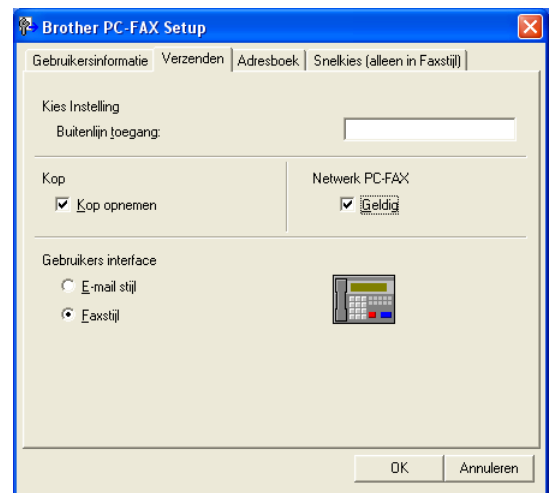 Brother PC-FAX Setup
Gebruikersinformatie Verzenden Adresboek Snelkies (alleen in Faxstijl)
Kies Instelling
Buitenlijn toegang:
Kop Netwerk PC-FAX
Kop opnemen Geldig
Gebruikers interface
E-mail stijl
Faxstijl
OK Annuleren